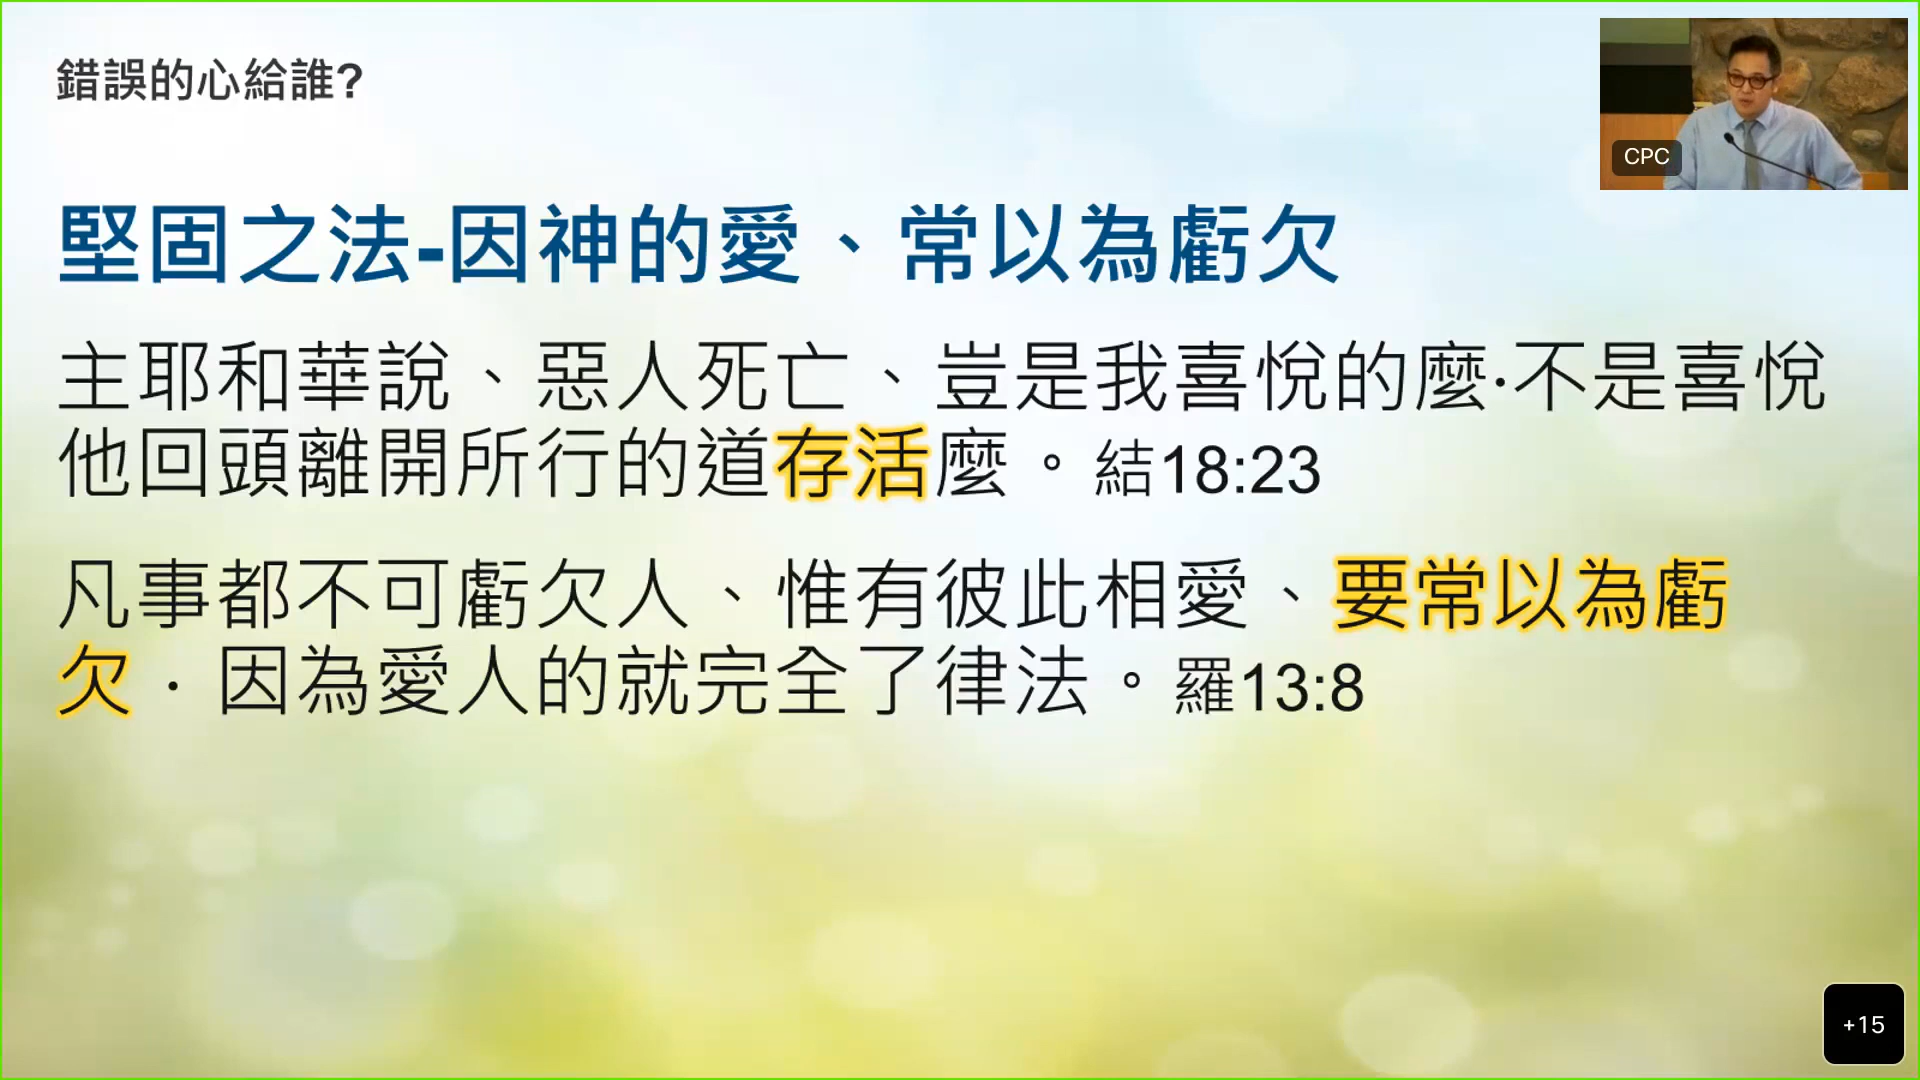 錯誤的心給誰?
CPC
堅固之法-因神的愛、常以為虧欠
主耶和華說、惡人死亡、豈是我喜悅的麼·不是喜悅
他回頭離開所行的道存活麼。結18:23
凡事都不可虧欠人、惟有彼此相愛、要常以為虧
欠．因為愛人的就完全了律法。羅13:8
+15